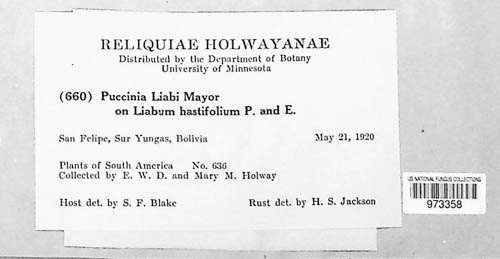 RELIQUIAE HOLWAYANAE
Distributed by the Department of Botany
University of Minnesota
(660) Puccinia Liabi Mayor
on Liabum hastifolium P. and E.
San Felipe, Sur Yungas, Bolivia May 21, 1920
Plants of South America No. 636
Collected by E. W. D. and Mary M. Holway
Host det. by S. F. Blake Rust det. by H. S. Jackson
US NATIONAL FUNGUS COLLECTIONS
973358